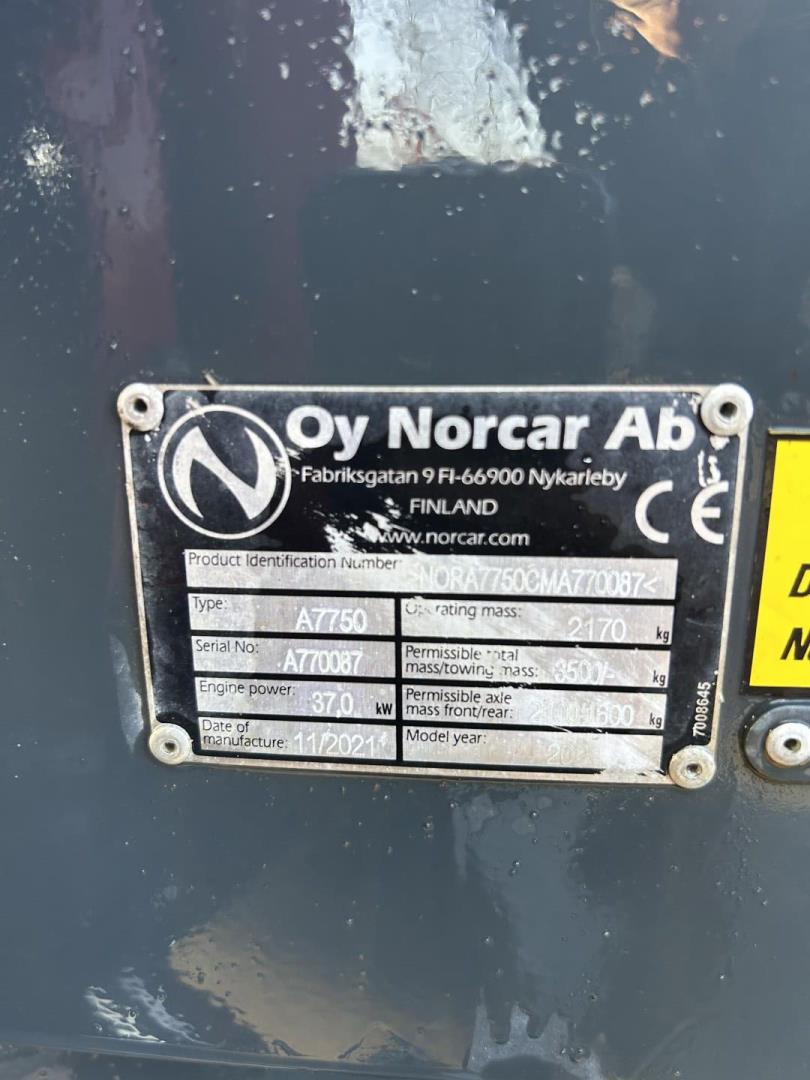 Oy Norcar Ab
Fabriksgatan 9 FI-66900 Nykarleby
FINLAND
www.norcar.com
CE
Product Identification Number
>NORA7750CMA770087<
Type: A7750
Operating mass: 2170 kg
Serial No: A770087
Permissible total
mass/towing mass: 3500/- kg
Engine power: 37,0 kW
Permissible axle
mass front/rear: kg
Date of
manufacture: 11/2021
Model year:
7008645